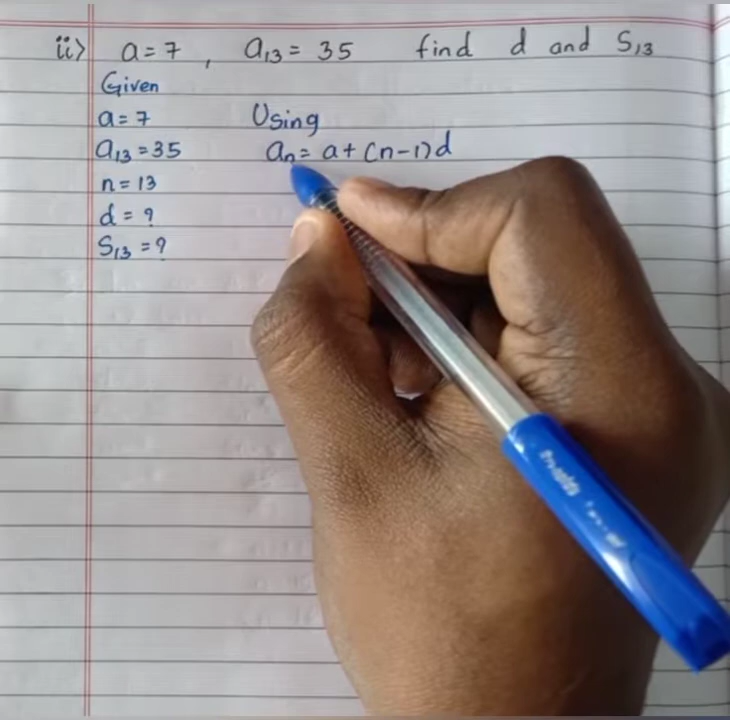 ii) a = 7 , a₁₃ = 35 find d and S₁₃
Given
a = 7 Using
a₁₃ = 35 aₙ = a + (n-1)d
n = 13
d = ?
S₁₃ = ?